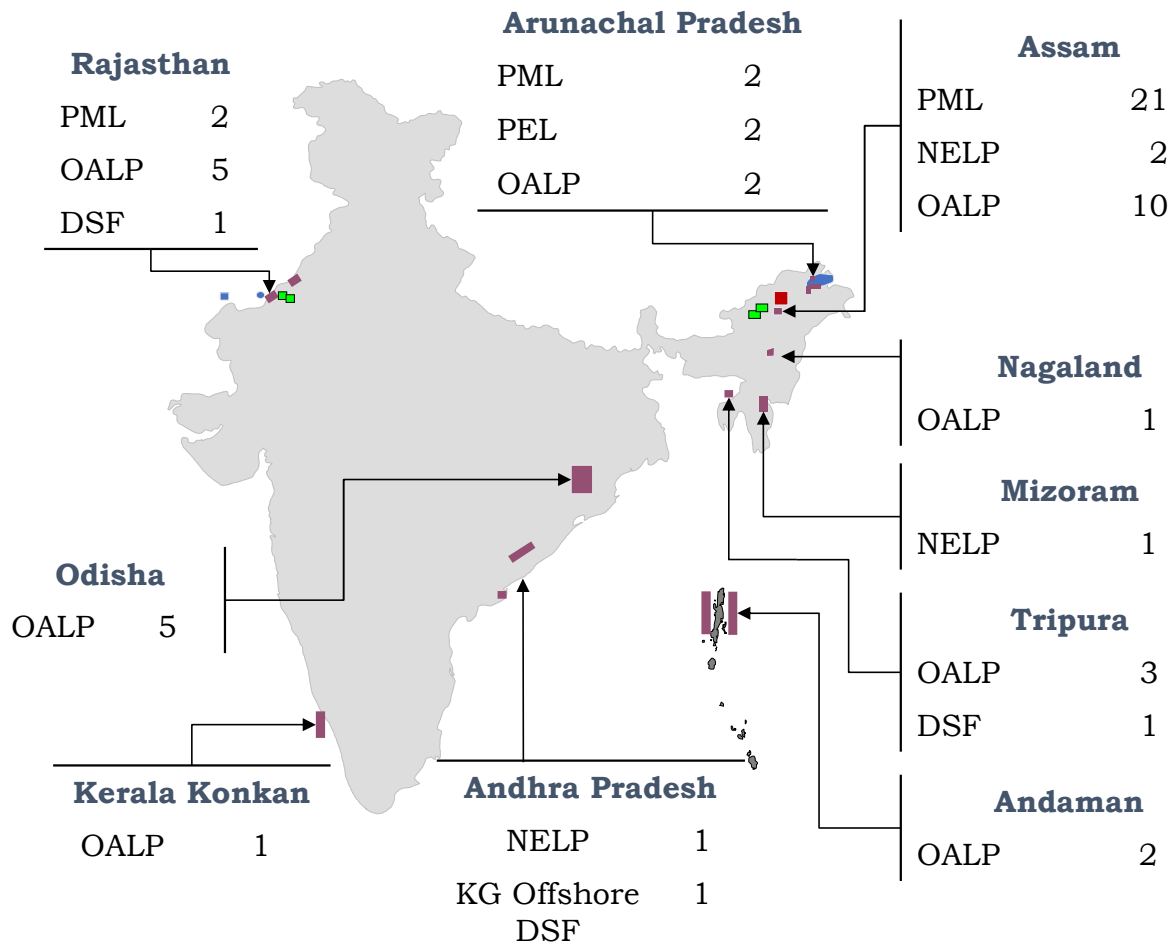 Rajasthan
PML 2
OALP 5
DSF 1
Arunachal Pradesh
PML 2
PEL 2
OALP 2
Assam
PML 21
NELP 2
OALP 10
Nagaland
OALP 1
Mizoram
NELP 1
Tripura
OALP 3
DSF 1
Andaman
OALP 2
Odisha
OALP 5
Kerala Konkan
OALP 1
Andhra Pradesh
NELP 1
KG Offshore 1
DSF